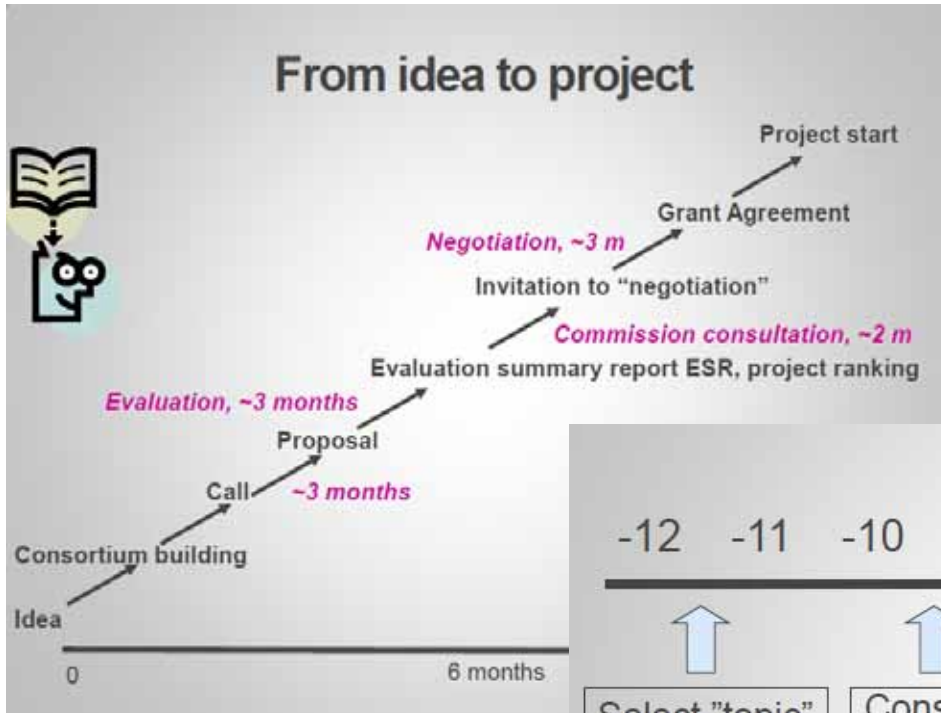 From idea to project
Project start
Grant Agreement
Negotiation, ~3 m
Invitation to “negotiation”
Commission consultation, ~2 m
Evaluation summary report ESR, project ranking
Evaluation, ~3 months
Proposal
Call
~3 months
Consortium building
Idea
0
6 months
-12 -11 -10
Select ”topic”